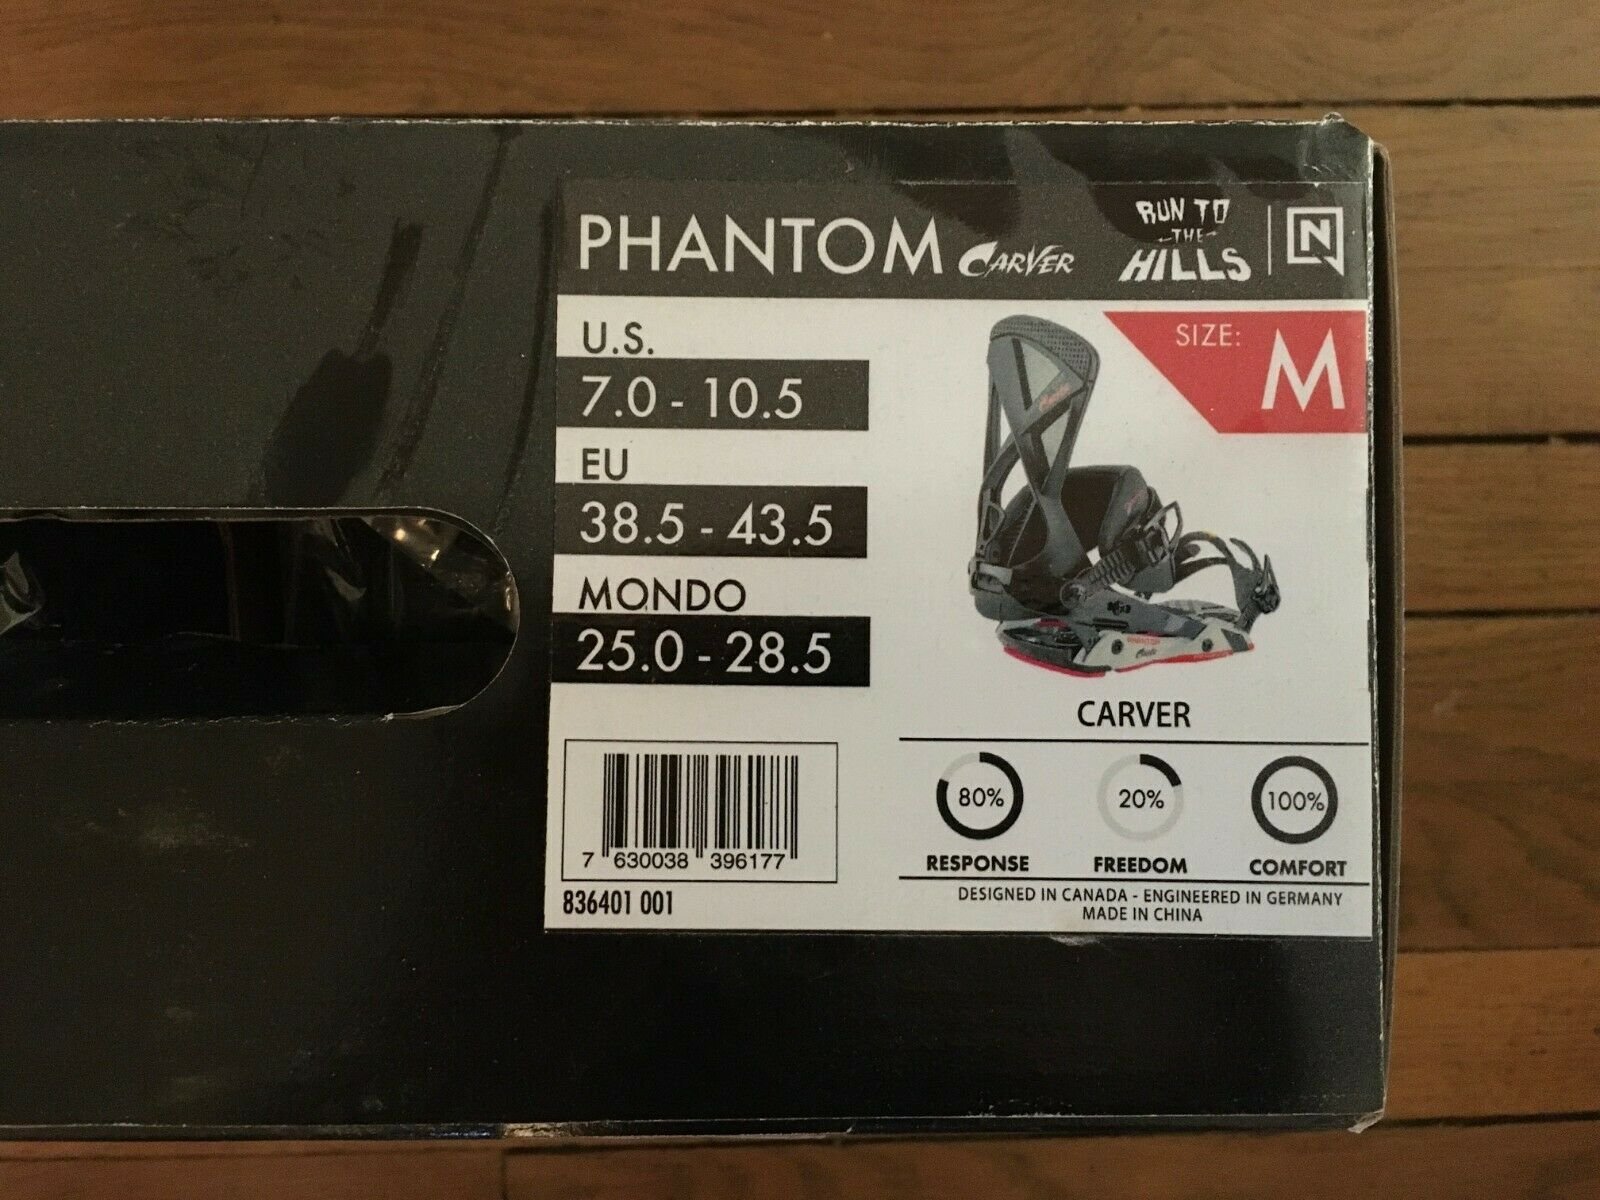 PHANTOM CARVER
RUN TO
THE
HILLS
N
U.S.
7.0 - 10.5
EU
38.5 - 43.5
MONDO
25.0 - 28.5
SIZE: M
CARVER
80% 20% 100%
RESPONSE FREEDOM COMFORT
DESIGNED IN CANADA - ENGINEERED IN GERMANY
MADE IN CHINA
7 630038 396177
836401 001